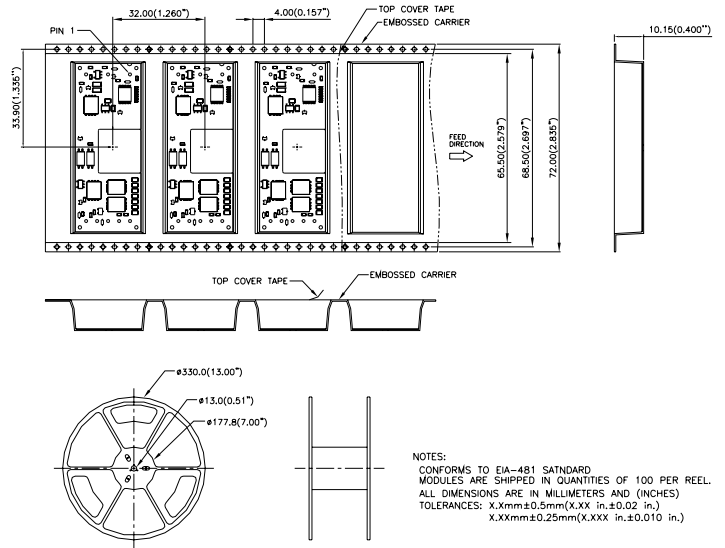 32.00(1.260")
4.00(0.157")
TOP COVER TAPE
EMBOSSED CARRIER
10.15(0.400")
PIN 1
33.90(1.335")
FEED
DIRECTION
65.50(2.579")
68.50(2.697")
72.00(2.835")
TOP COVER TAPE
EMBOSSED CARRIER
ø330.0(13.00")
ø13.0(0.51")
ø177.8(7.00")
NOTES:
CONFORMS TO EIA-481 SATNDARD
MODULES ARE SHIPPED IN QUANTITIES OF 100 PER REEL.
ALL DIMENSIONS ARE IN MILLIMETERS AND (INCHES)
TOLERANCES: X.Xmm±0.5mm(X.XX in.±0.02 in.)
X.XXmm±0.25mm(X.XXX in.±0.010 in.)